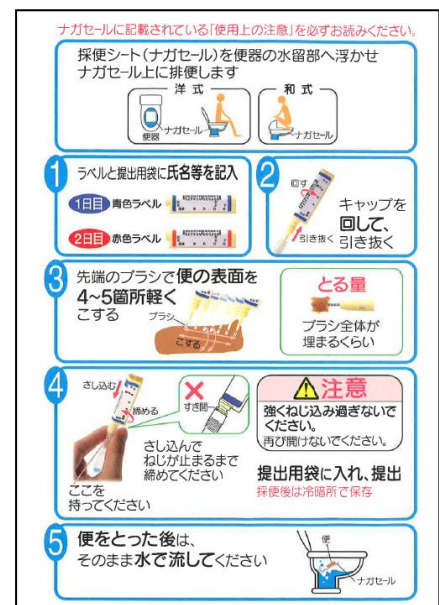 ナガセールに記載されている「使用上の注意」を必ずお読みください。
採便シート(ナガセール)を便器の水留部へ浮かせ
ナガセール上に排便します
洋式
和式
便器
ナガセール
ナガセール
1
ラベルと提出用袋に氏名等を記入
1日目 青色ラベル
2日目 赤色ラベル
2
回す
引き抜く
キャップを
回して、
引き抜く
3
先端のブラシで便の表面を
4~5箇所軽く
こする
ブラシ
こする
とる量
ブラシ全体が
埋まるくらい
4
さし込む
締める
ここを
持ってください
すき間
さし込んで
ねじが止まるまで
締めてください
注意
強くねじ込み過ぎないで
ください。
再び開けないでください。
提出用袋に入れ、提出
採便後は冷暗所で保存
5
便をとった後は、
そのまま水で流してください
便
ナガセール